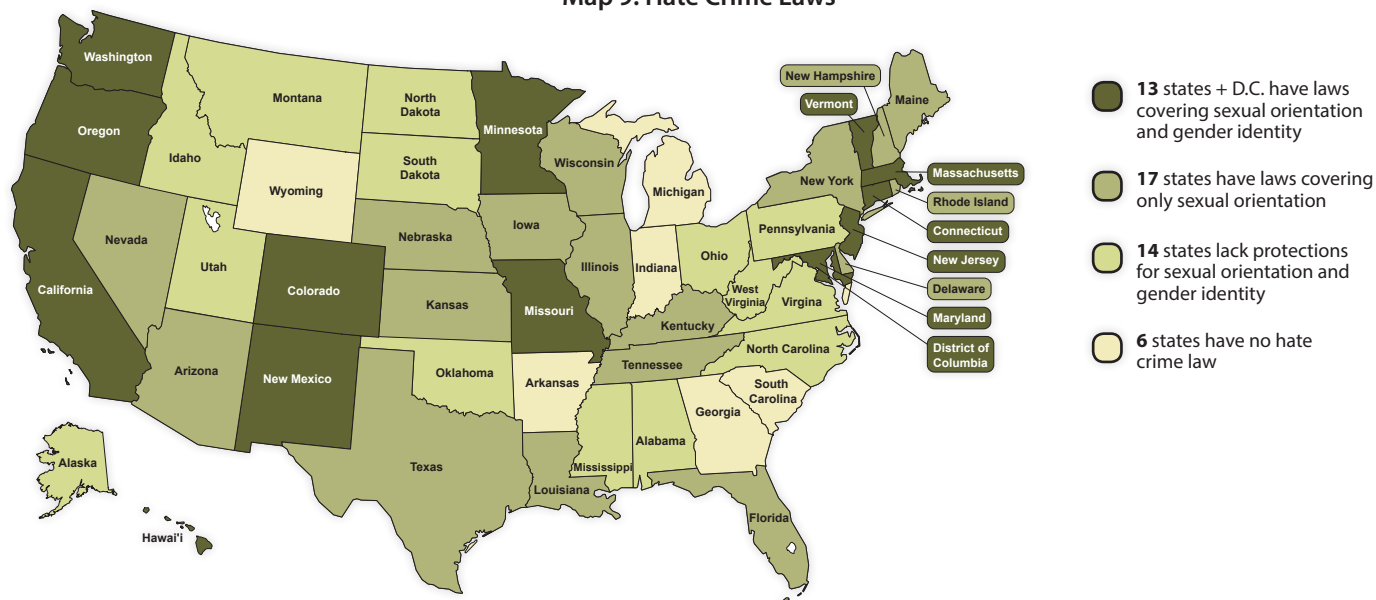 Map 9: Hate Crime Laws
Washington
Oregon
California
Nevada
Idaho
Montana
Wyoming
Utah
Arizona
Colorado
New Mexico
North
Dakota
South
Dakota
Nebraska
Kansas
Oklahoma
Texas
Minnesota
Iowa
Missouri
Arkansas
Louisiana
Wisconsin
Illinois
Michigan
Indiana
Ohio
Kentucky
Tennessee
Mississippi
Alabama
Georgia
Florida
South
Carolina
North Carolina
Virgina
West
Virginia
Pennsylvania
New York
Vermont
New Hampshire
Maine
Massachusetts
Rhode Island
Connecticut
New Jersey
Delaware
Maryland
District of
Columbia
Alaska
Hawai'i
13 states + D.C. have laws
covering sexual orientation
and gender identity
17 states have laws covering
only sexual orientation
14 states lack protections
for sexual orientation and
gender identity
6 states have no hate
crime law